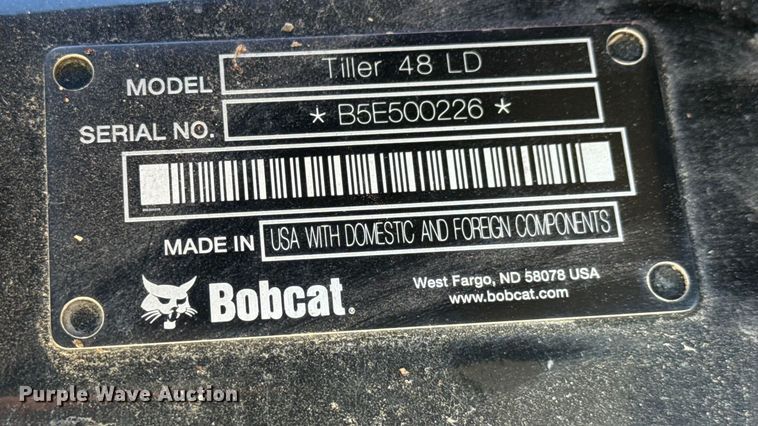 MODEL Tiller 48 LD
SERIAL NO. * B5E500226 *
MADE IN USA WITH DOMESTIC AND FOREIGN COMPONENTS
Bobcat.
West Fargo, ND 58078 USA
www.bobcat.com
Purple Wave Auction